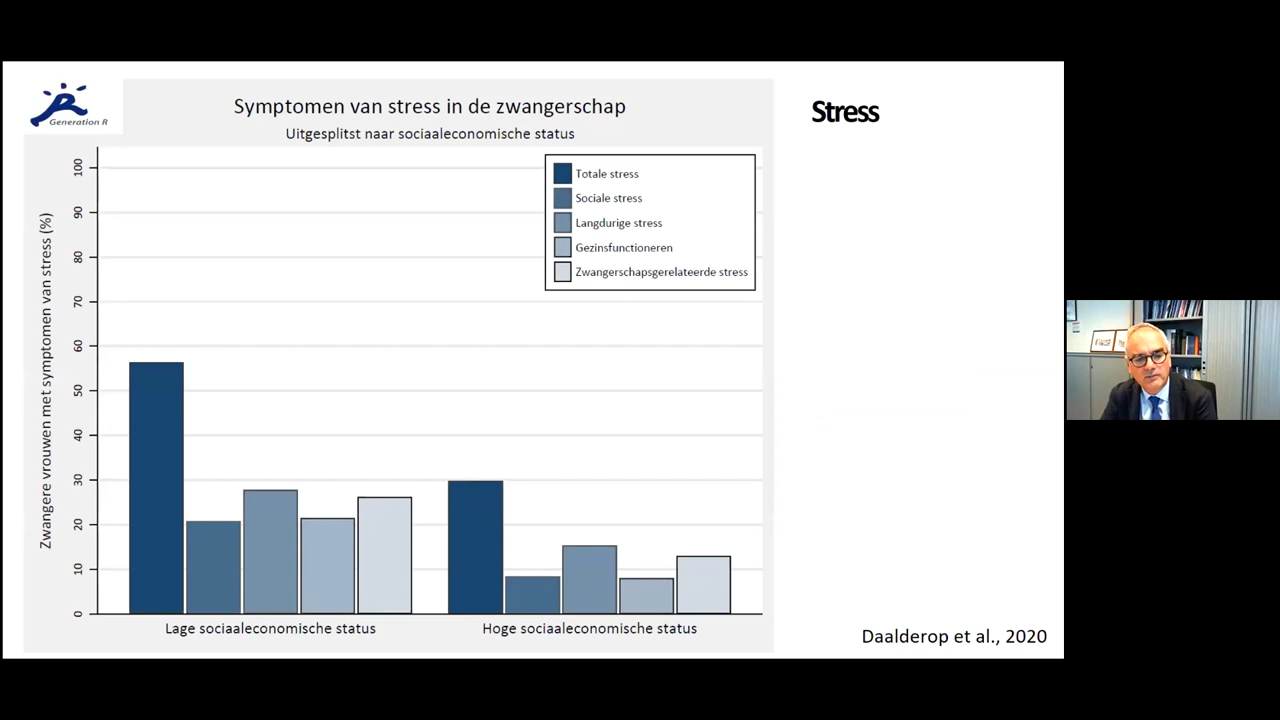 Generation R
Symptomen van stress in de zwangerschap
Uitgesplitst naar sociaaleconomische status
Stress
Zwangere vrouwen met symptomen van stress (%)
100
90
80
70
60
50
40
30
20
10
0
Totale stress
Sociale stress
Langdurige stress
Gezinsfunctioneren
Zwangerschapsgerelateerde stress
Lage sociaaleconomische status
Hoge sociaaleconomische status
Daalderop et al., 2020